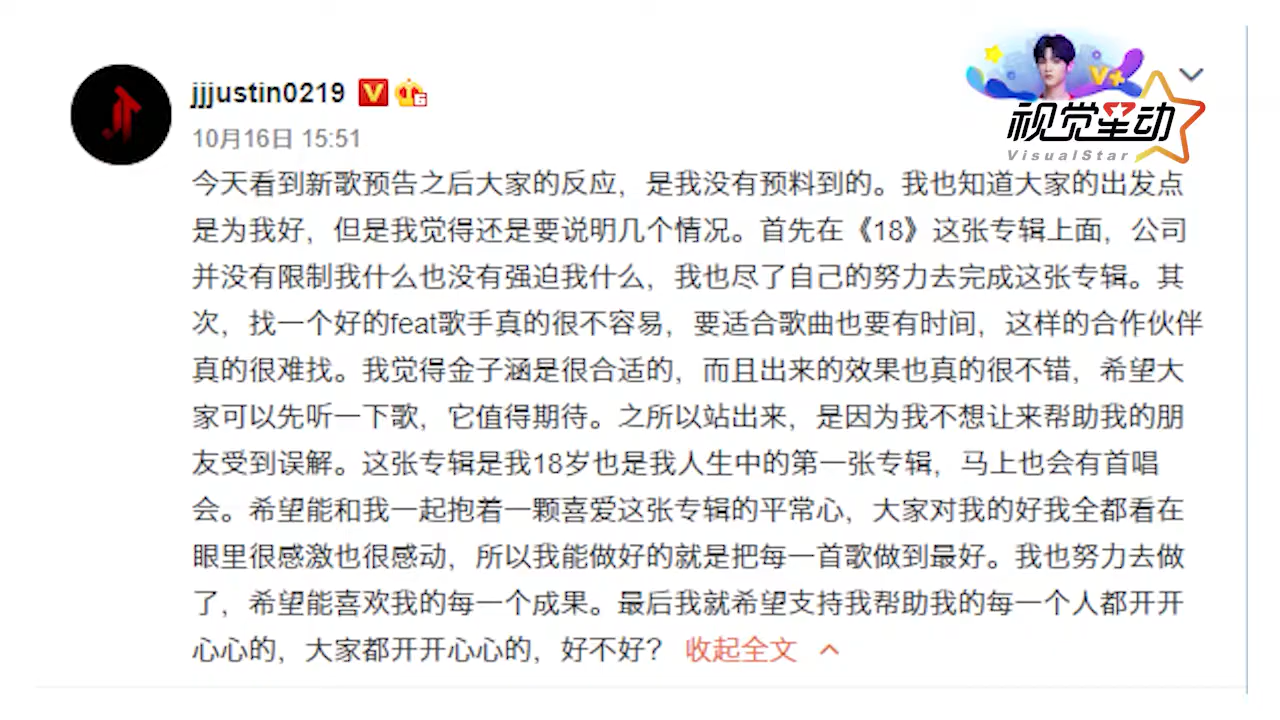 jjjustin0219
10月16日 15:51
V+
视觉星动
VisualStar
今天看到新歌预告之后大家的反应，是我没有预料到的。我也知道大家的出发点
是为我好，但是我觉得还是要说明几个情况。首先在《18》这张专辑上面，公司
并没有限制我什么也没有强迫我什么，我也尽了自己的努力去完成这张专辑。其
次，找一个好的feat歌手真的很不容易，要适合歌曲也要有时间，这样的合作伙伴
真的很难找。我觉得金子涵是很合适的，而且出来的效果也真的很不错，希望大
家可以先听一下歌，它值得期待。之所以站出来，是因为我不想让来帮助我的朋
友受到误解。这张专辑是我18岁也是我人生中的第一张专辑，马上也会有首唱
会。希望能和我一起抱着一颗喜爱这张专辑的平常心，大家对我的好我全都看在
眼里很感激也很感动，所以我能做好的就是把每一首歌做到最好。我也努力去做
了，希望能喜欢我的每一个成果。最后我就希望支持我帮助我的每一个人都开开
心心的，大家都开开心心的，好不好？ 收起全文